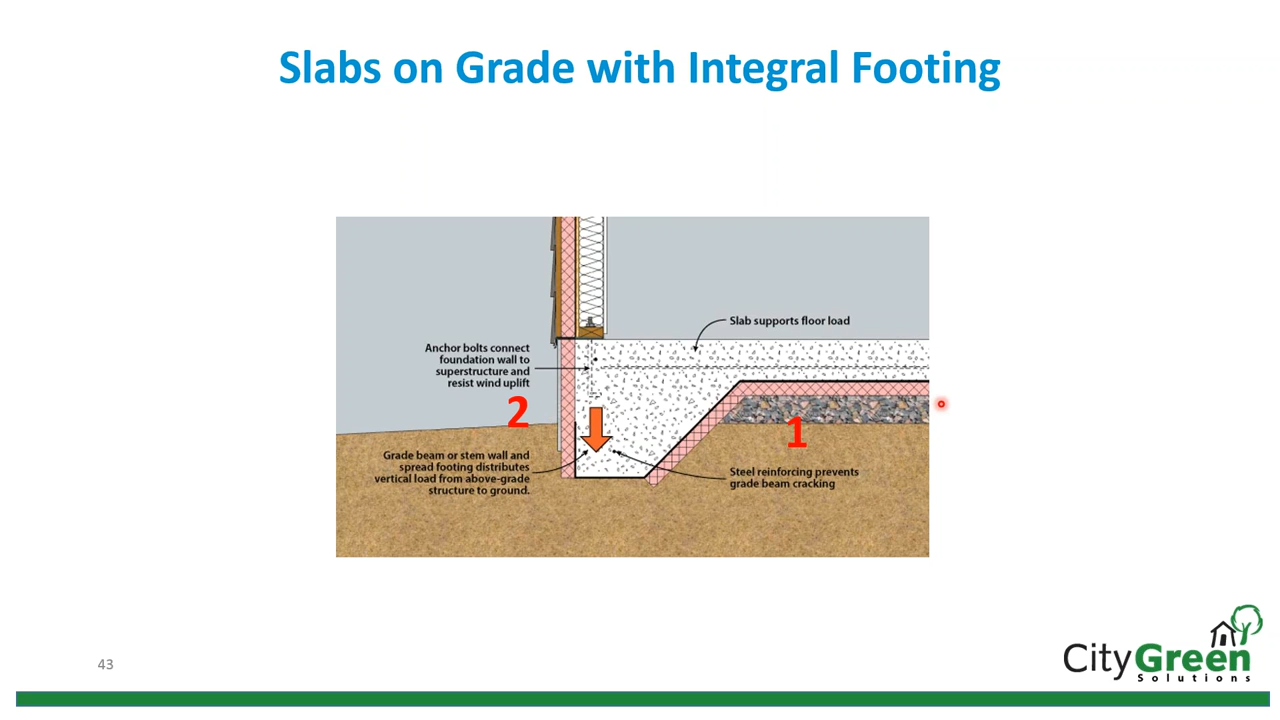 Slabs on Grade with Integral Footing
Slab supports floor load
Anchor bolts connect
foundation wall to
superstructure and
resist wind uplift
2
1
Grade beam or stem wall and
spread footing distributes
vertical load from above-grade
structure to ground.
Steel reinforcing prevents
grade beam cracking
43
CityGreen
Solutions